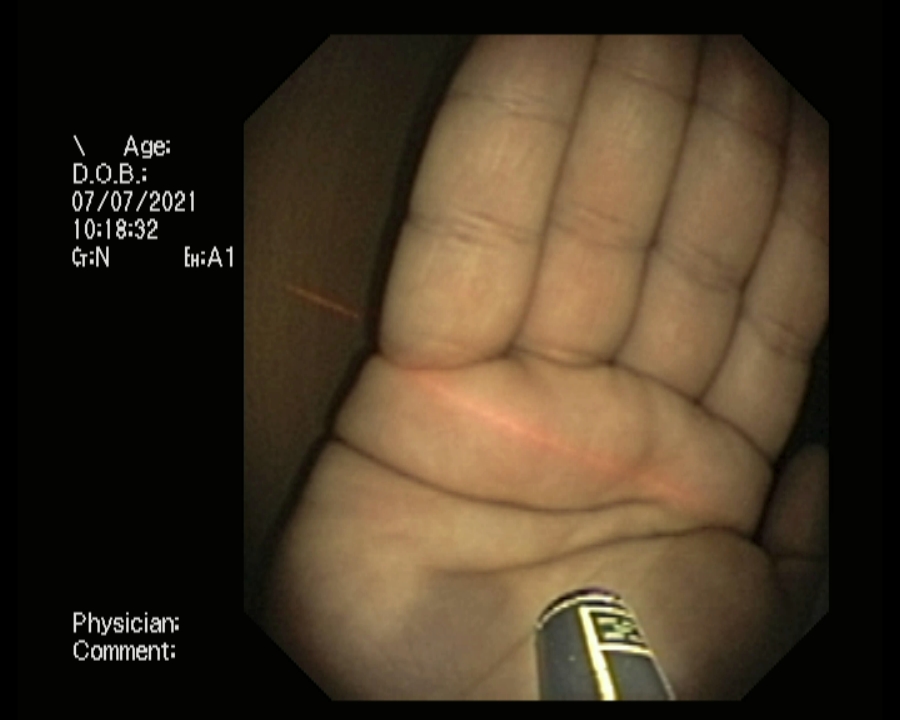 \ Age:
D.O.B.:
07/07/2021
10:18:32
Cr:N EH:A1
Physician:
Comment: